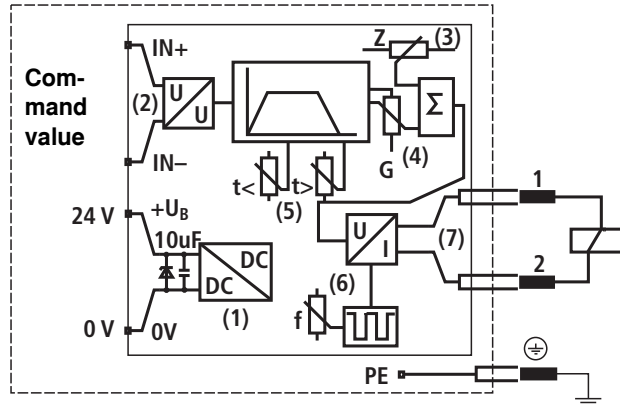 Z
(3)
IN+
Com-
mand
value
(2)
U
U
Σ
(4)
G
IN−
t<
t>
(5)
1
24 V
+UB
10uF
DC
DC
(1)
U
I
(7)
2
(6)
f
0 V
0V
PE